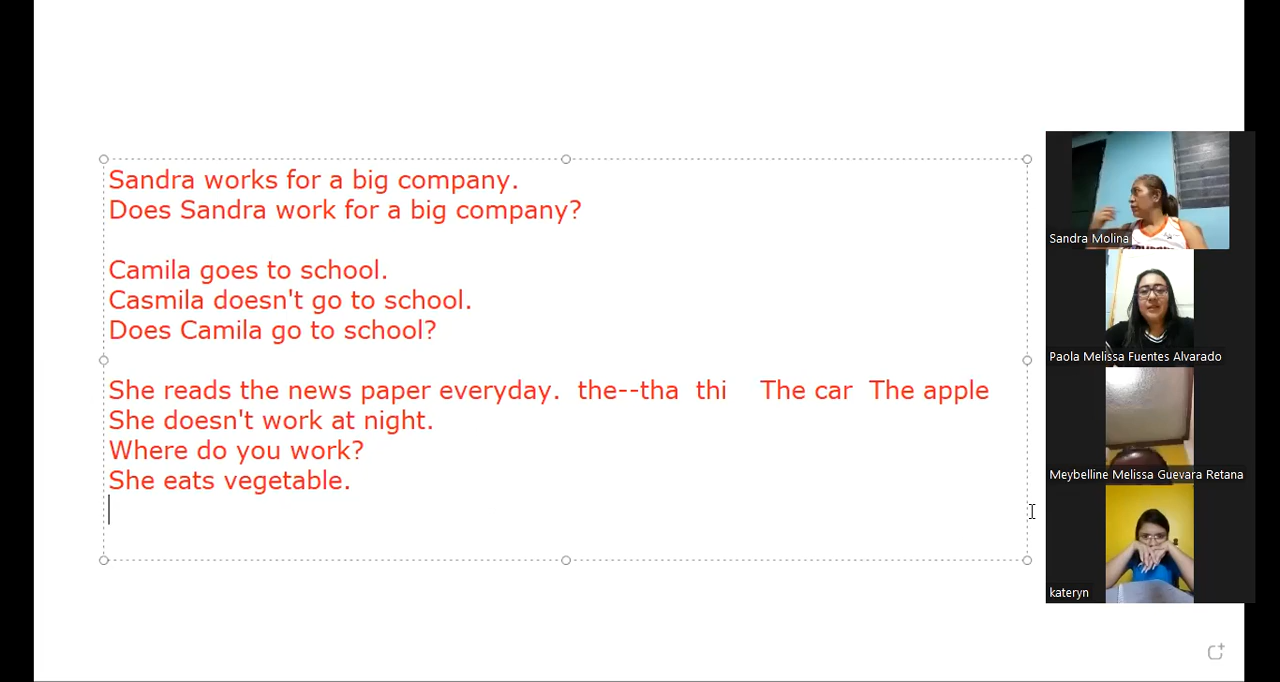 Sandra works for a big company.
Does Sandra work for a big company?
Camila goes to school.
Casmila doesn't go to school.
Does Camila go to school?
She reads the news paper everyday.  the--tha  thi    The car  The apple
She doesn't work at night.
Where do you work?
She eats vegetable.
Sandra Molina
Paola Melissa Fuentes Alvarado
Meybelline Melissa Guevara Retana
kateryn